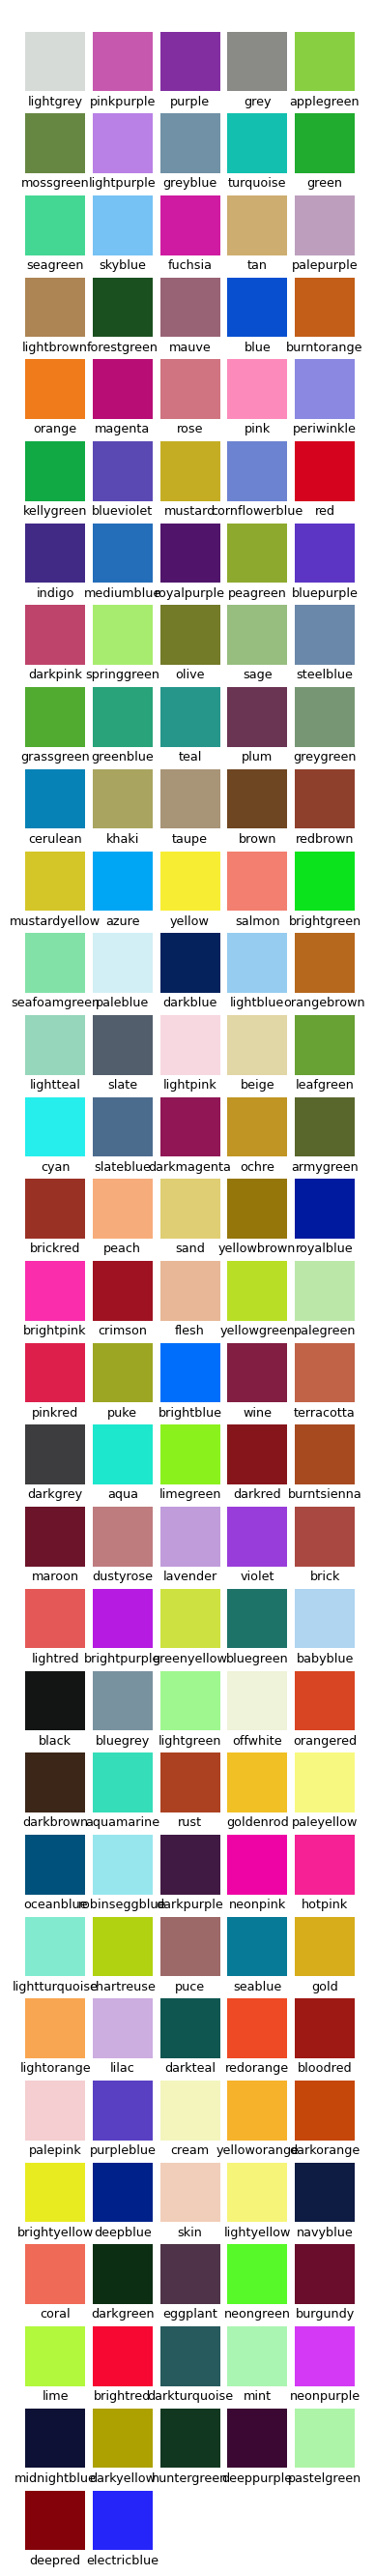 lightgrey pinkpurple purple grey applegreen
mossgreen lightpurple greyblue turquoise green
seagreen skyblue fuchsia tan palepurple
lightbrown forestgreen mauve blue burntorange
orange magenta rose pink periwinkle
kellygreen blueviolet mustard cornflowerblue red
indigo mediumblue royalpurple peagreen bluepurple
darkpink springgreen olive sage steelblue
grassgreen greenblue teal plum greygreen
cerulean khaki taupe brown redbrown
mustardyellow azure yellow salmon brightgreen
seafoamgreen paleblue darkblue lightblue orangebrown
lightteal slate lightpink beige leafgreen
cyan slateblue darkmagenta ochre armygreen
brickred peach sand yellowbrown royalblue
brightpink crimson flesh yellowgreen palegreen
pinkred puke brightblue wine terracotta
darkgrey aqua limegreen darkred burntsienna
maroon dustyrose lavender violet brick
lightred brightpurple greenyellow bluegreen babyblue
black bluegrey lightgreen offwhite orangered
darkbrown aquamarine rust goldenrod paleyellow
oceanblue robinseggblue darkpurple neonpink hotpink
lightturquoise chartreuse puce seablue gold
lightorange lilac darkteal redorange bloodred
palepink purpleblue cream yelloworange darkorange
brightyellow deepblue skin lightyellow navyblue
coral darkgreen eggplant neongreen burgundy
lime brightred darkturquoise mint neonpurple
midnightblue darkyellow huntergreen deeppurple pastelgreen
deepred electricblue